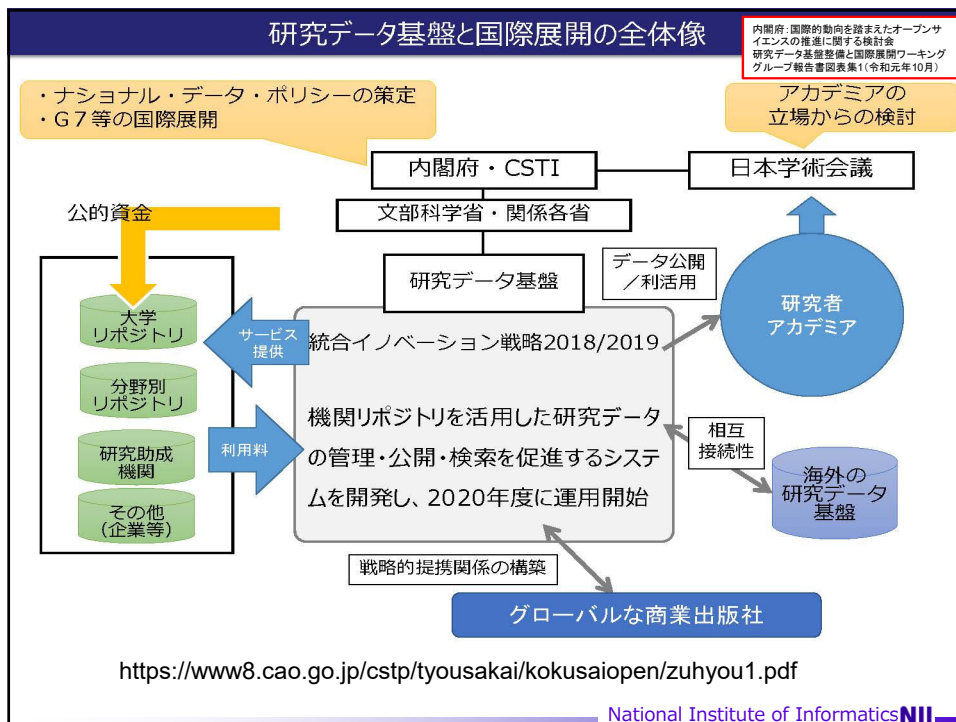 研究データ基盤と国際展開の全体像
内閣府：国際的動向を踏まえたオープンサ
イエンスの推進に関する検討会
研究データ基盤整備と国際展開ワーキング
グループ報告書図表集1（令和元年10月）
・ナショナル・データ・ポリシーの策定
・Ｇ７等の国際展開
アカデミアの
立場からの検討
内閣府・CSTI
日本学術会議
文部科学省・関係各省
公的資金
研究データ基盤
データ公開
／利活用
研究者
アカデミア
大学
リポジトリ
サービス
提供
統合イノベーション戦略2018/2019
分野別
リポジトリ
機関リポジトリを活用した研究データ
の管理・公開・検索を促進するシステ
ムを開発し、2020年度に運用開始
研究助成
機関
利用料
相互
接続性
海外の
研究データ
基盤
その他
（企業等）
戦略的提携関係の構築
グローバルな商業出版社
https://www8.cao.go.jp/cstp/tyousakai/kokusaiopen/zuhyou1.pdf
National Institute of Informatics NII